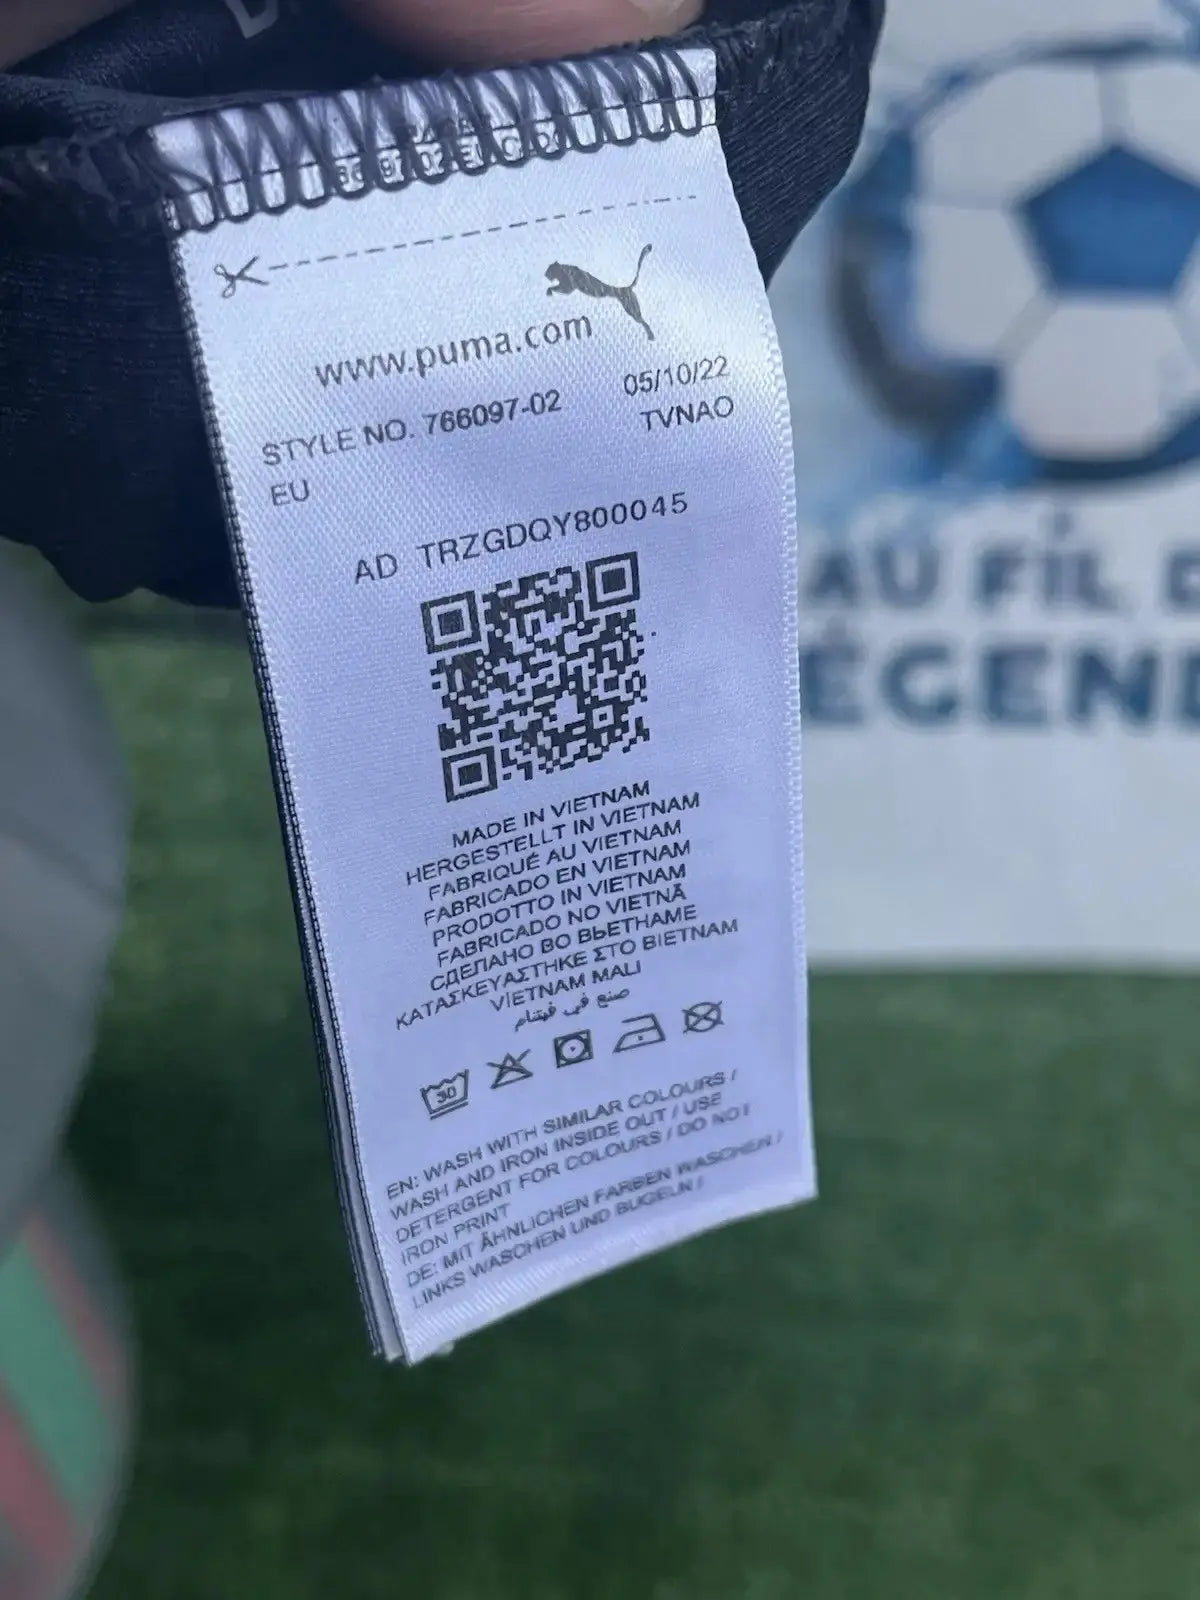 www.puma.com
STYLE NO. 766097-02
05/10/22
EU
TVNAO
AD TRZGDQY800045
MADE IN VIETNAM
HERGESTELLT IN VIETNAM
FABRIQUÉ AU VIETNAM
FABRICADO EN VIETNAM
PRODOTTO IN VIETNAM
FABRICADO NO VIETNÃ
СДЕЛАНО ВО ВЬЕТНАМЕ
ΚΑΤΑΣΚΕΥΑΣΤΗΚΕ ΣΤΟ ΒΙΕΤΝΑΜ
VIETNAM MALI
صنع في فيتنام
30
EN: WASH WITH SIMILAR COLOURS /
WASH AND IRON INSIDE OUT / USE
DETERGENT FOR COLOURS / DO NOT
IRON PRINT
DE: MIT ÄHNLICHEN FARBEN WASCHEN /
LINKS WASCHEN UND BÜGELN /
AU FIL
ÉGEND